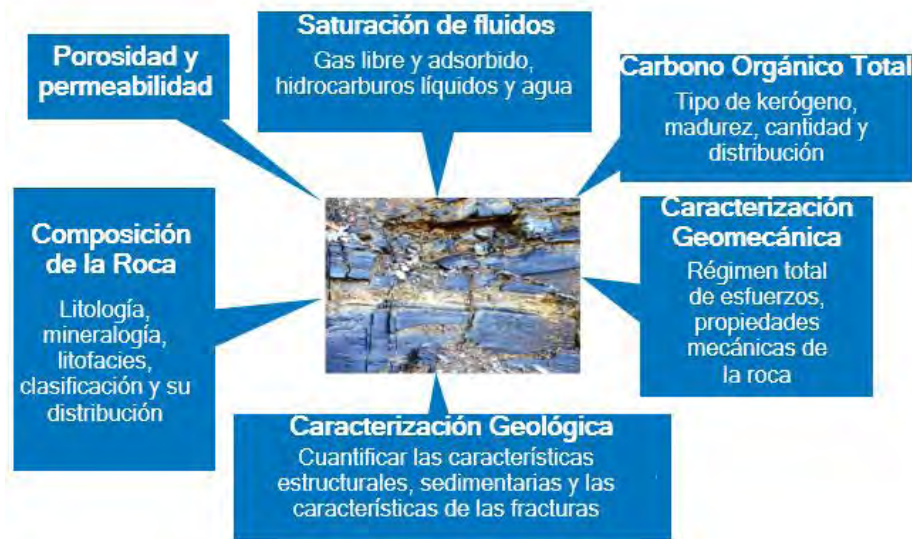 Porosidad y
permeabilidad
Saturación de fluidos
Gas libre y adsorbido,
hidrocarburos líquidos y agua
Carbono Orgánico Total
Tipo de kerógeno,
madurez, cantidad y
distribución
Composición
de la Roca
Litología,
mineralogía,
litofacies,
clasificación y su
distribución
Caracterización
Geomecánica
Régimen total
de esfuerzos,
propiedades
mecánicas de
la roca
Caracterización Geológica
Cuantificar las características
estructurales, sedimentarias y las
características de las fracturas